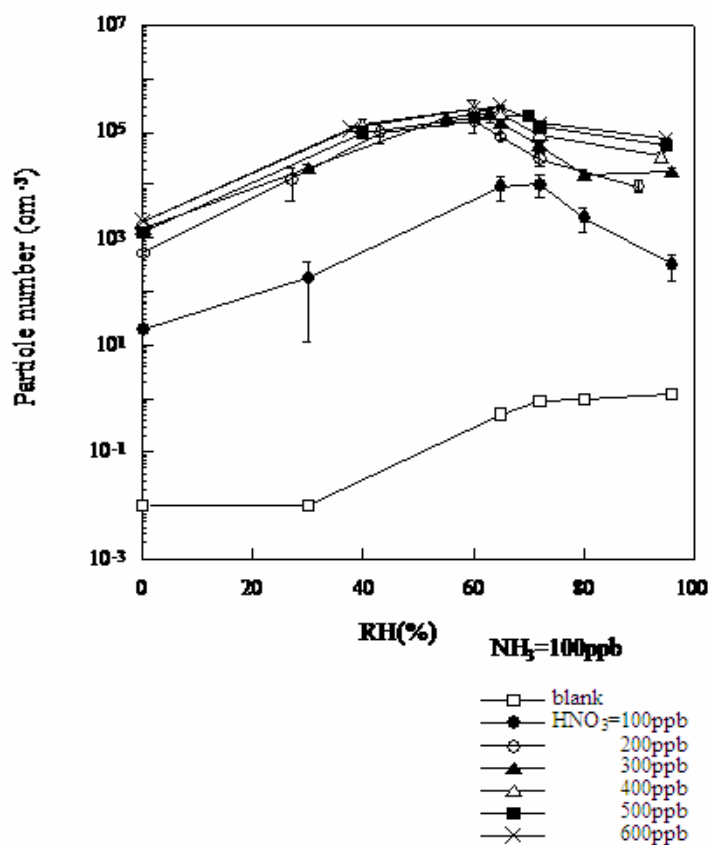 10⁷
10⁵
10³
10¹
10⁻¹
10⁻³
Particle number (cm⁻³)
0 20 40 60 80 100
RH(%)
NH₃=100ppb
blank
HNO₃=100ppb
200ppb
300ppb
400ppb
500ppb
600ppb